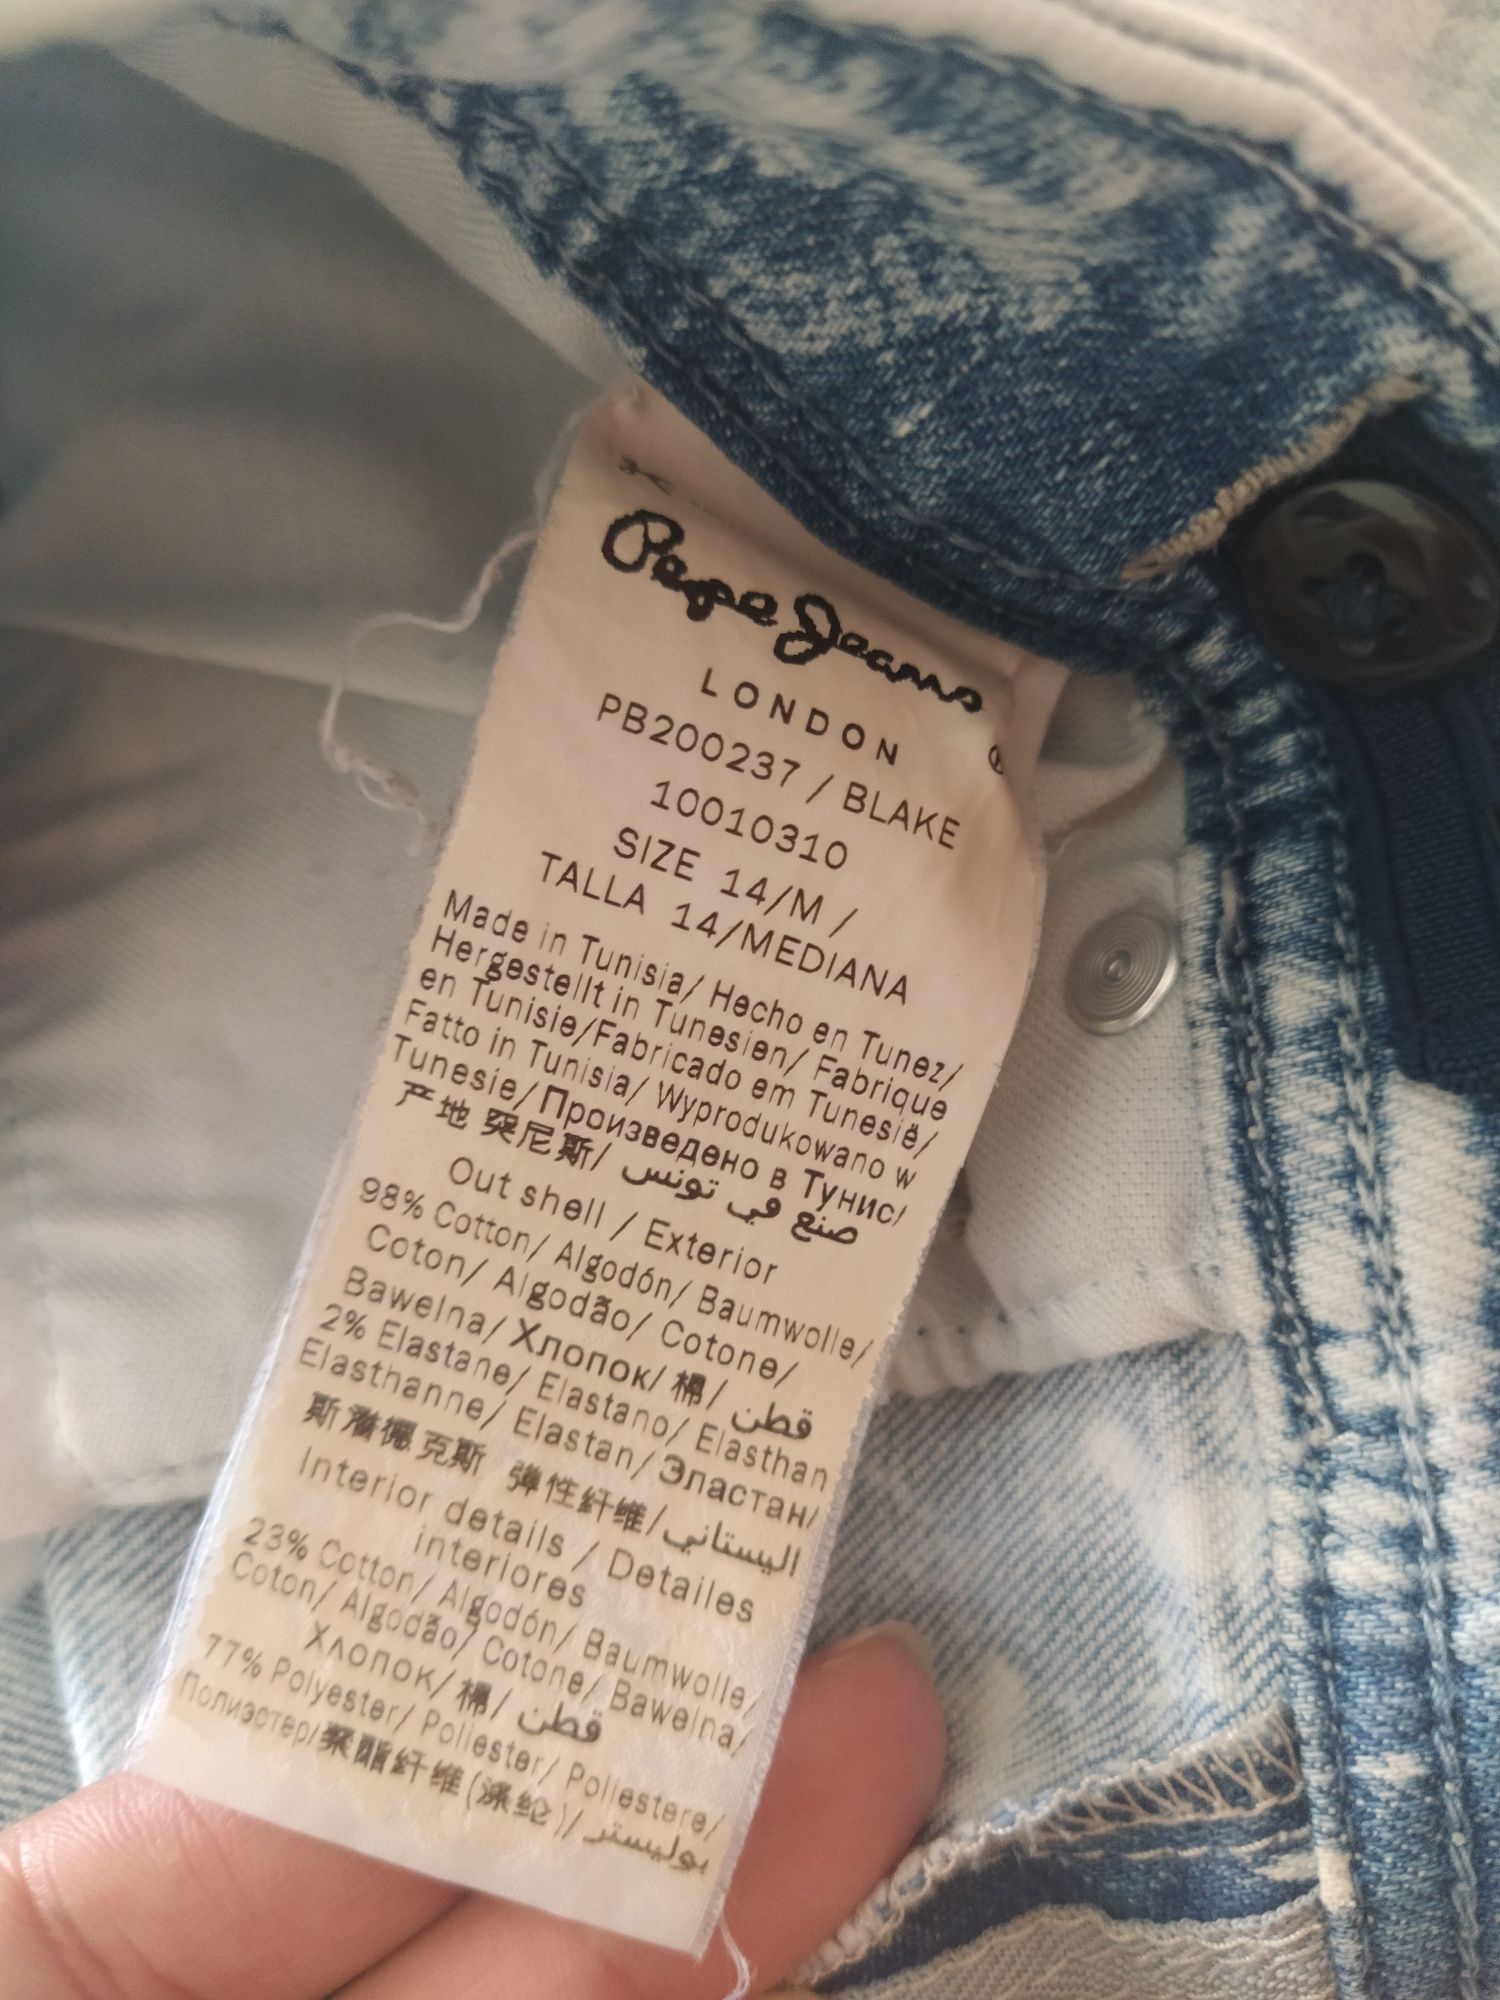 Pepe Jeans
LONDON
®
PB200237 / BLAKE
10010310
SIZE 14/M /
TALLA 14/MEDIANA
Made in Tunisia/ Hecho en Tunez/
Hergestellt in Tunesien/ Fabrique
en Tunisie/Fabricado em Tunesië/
Fatto in Tunisia/ Wyprodukowano w
Tunesie/Произведено в Тунис/
产地 突尼斯/ صنع في تونس
Out shell / Exterior
98% Cotton/ Algodón/ Baumwolle/
Coton/ Algodão/ Cotone/
Bawelna/ Хлопок/ 棉/ قطن
2% Elastane/ Elastano/ Elasthan
Elasthanne/ Elastan/ Эластан/
斯潘德克斯 弹性纤维/اليستاني
Interior details / Detailes
interiores
23% Cotton/ Algodón/ Baumwolle/
Coton/ Algodão/ Cotone/ Bawelna/
Хлопок/ 棉/ قطن
77% Polyester/ Poliester/ Poliestere/
Полиэстер/聚酯纤维(涤纶)/ بوليستر